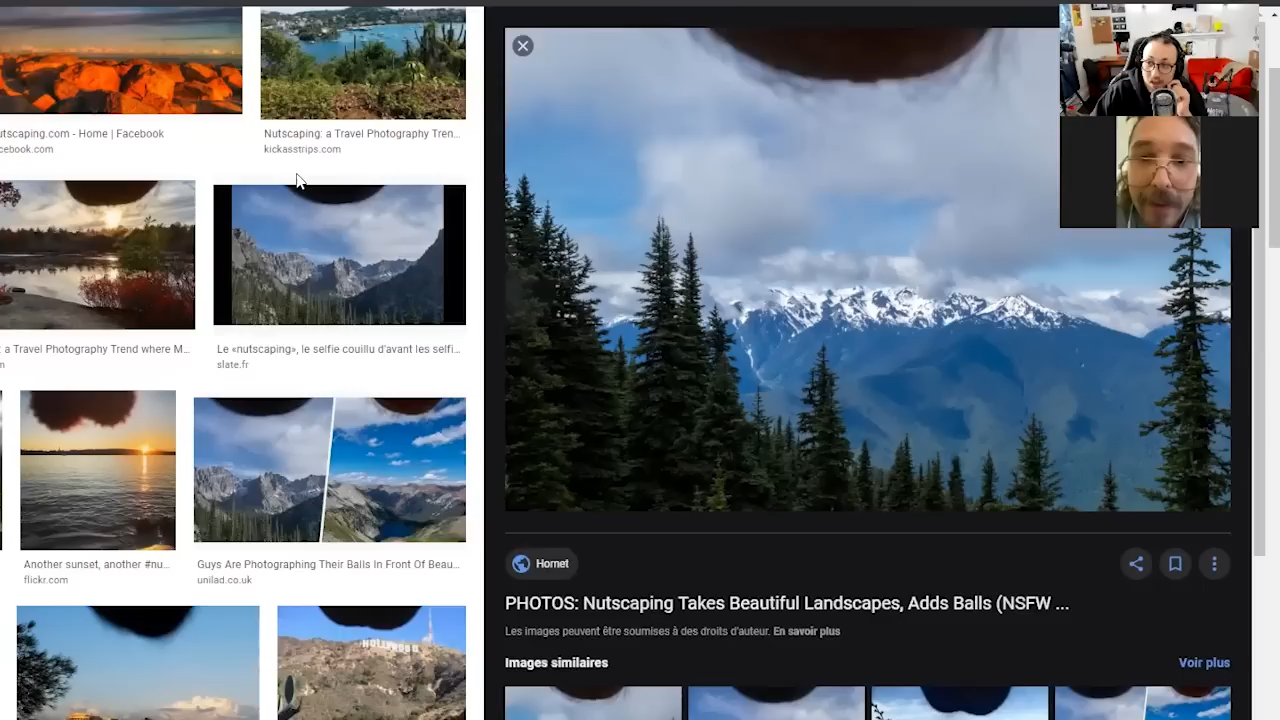 utscaping.com - Home | Facebook
cebook.com
Nutscaping: a Travel Photography Tren...
kickasstrips.com
: a Travel Photography Trend where M...
Le «nutscaping», le selfie couillu d'avant les selfi...
slate.fr
Another sunset, another #nu...
flickr.com
Guys Are Photographing Their Balls In Front Of Beau...
unilad.co.uk
HOLLYWOOD
Hornet
PHOTOS: Nutscaping Takes Beautiful Landscapes, Adds Balls (NSFW ...
Les images peuvent être soumises à des droits d'auteur. En savoir plus
Images similaires
Voir plus